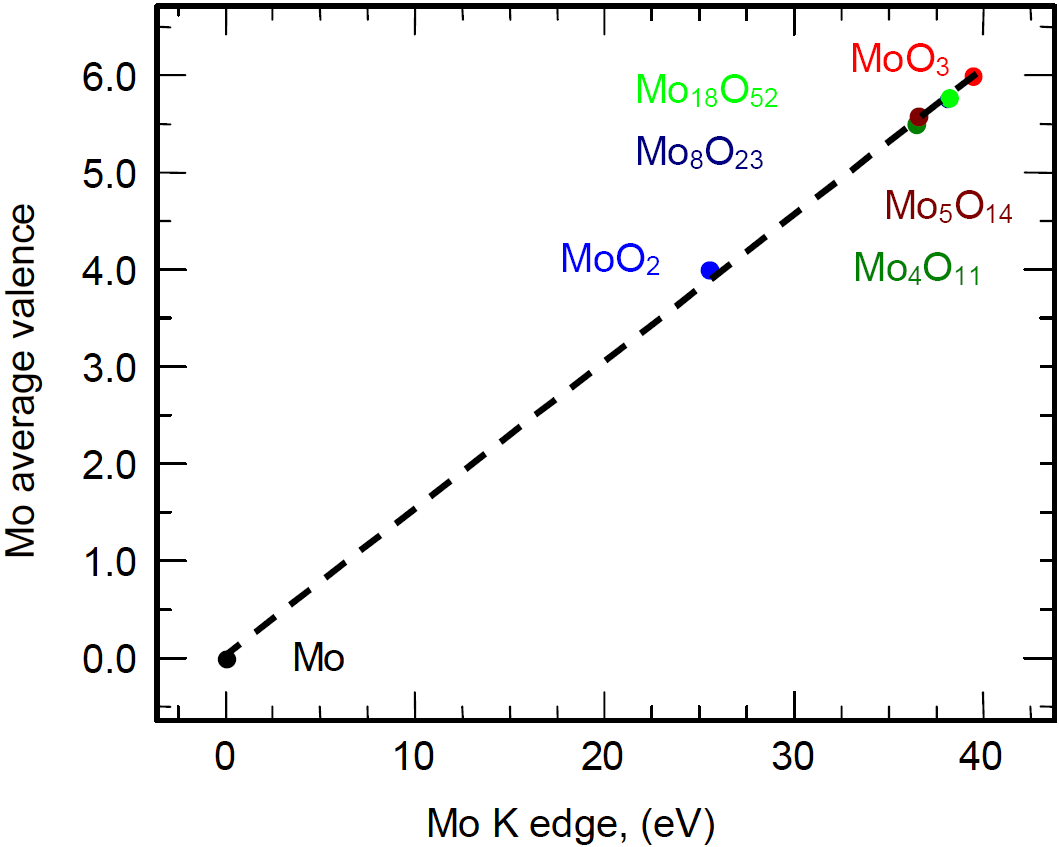 MoO₃
6.0
Mo₁₈O₅₂
Mo₈O₂₃
5.0
Mo₅O₁₄
MoO₂
4.0
Mo₄O₁₁
3.0
2.0
1.0
0.0
Mo
0 10 20 30 40
Mo K edge, (eV)
Mo average valence